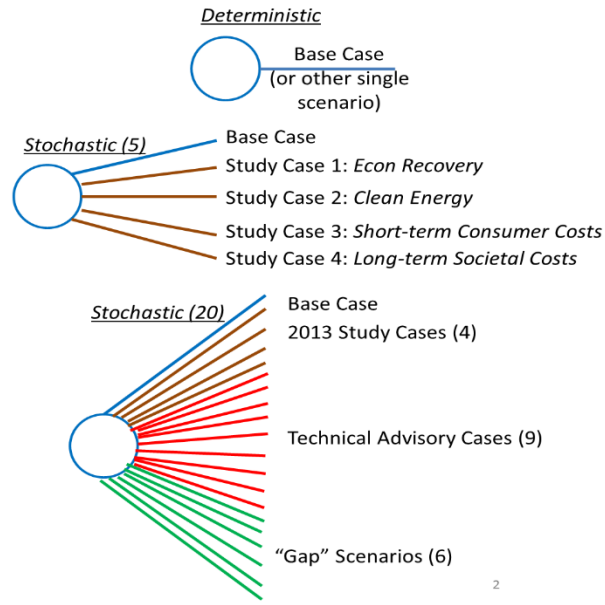 Deterministic
Base Case
(or other single
scenario)
Stochastic (5)
Base Case
Study Case 1: Econ Recovery
Study Case 2: Clean Energy
Study Case 3: Short-term Consumer Costs
Study Case 4: Long-term Societal Costs
Stochastic (20)
Base Case
2013 Study Cases (4)
Technical Advisory Cases (9)
“Gap” Scenarios (6)
2